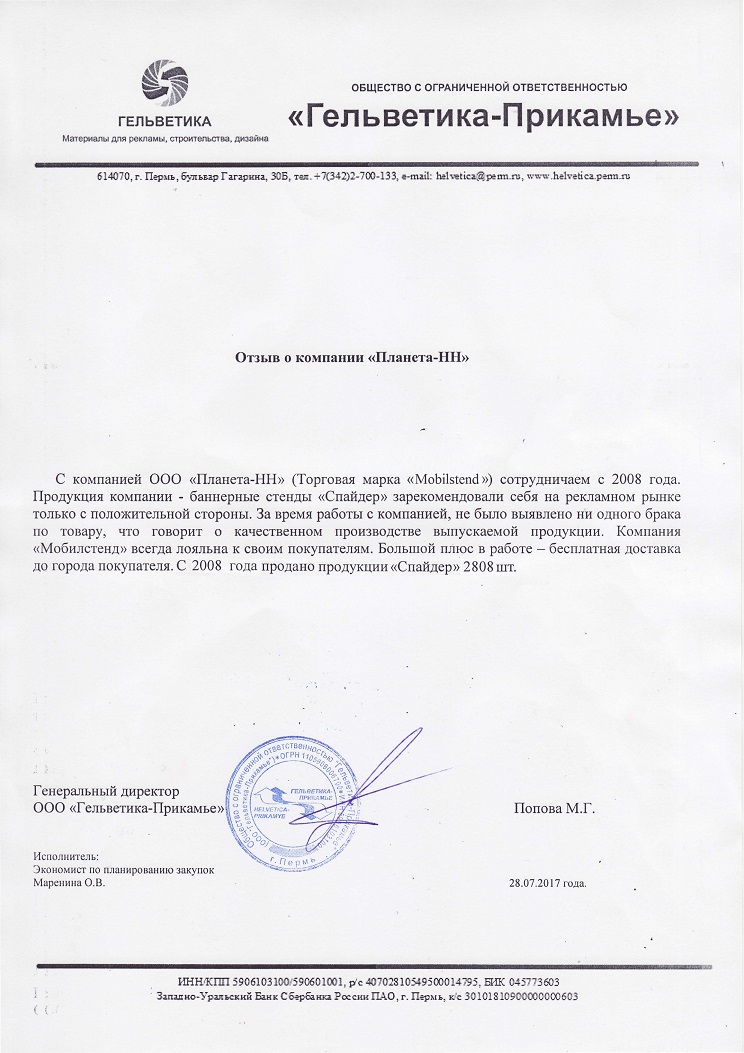 ГЕЛЬВЕТИКА
Материалы для рекламы, строительства, дизайна
ОБЩЕСТВО С ОГРАНИЧЕННОЙ ОТВЕТСТВЕННОСТЬЮ
«Гельветика-Прикамье»
614070, г. Пермь, бульвар Гагарина, 30Б, тел. +7(342)2-700-133, e-mail: helvetica@perm.ru, www.helvetica.perm.ru
Отзыв о компании «Планета-НН»
С компанией ООО «Планета-НН» (Торговая марка «Mobilstend») сотрудничаем с 2008 года.
Продукция компании - баннерные стенды «Спайдер» зарекомендовали себя на рекламном рынке
только с положительной стороны. За время работы с компанией, не было выявлено ни одного брака
по товару, что говорит о качественном производстве выпускаемой продукции. Компания
«Мобилстенд» всегда лояльна к своим покупателям. Большой плюс в работе – бесплатная доставка
до города покупателя. С 2008 года продано продукции «Спайдер» 2808 шт.
Генеральный директор
ООО «Гельветика-Прикамье»
Попова М.Г.
Общество с ограниченной ответственностью
ГЕЛЬВЕТИКА-
ПРИКАМЬЕ
HELVETICA-
PRIKAMYE
г. Пермь
Исполнитель:
Экономист по планированию закупок
Маренина О.В.
28.07.2017 года.
ИНН/КПП 5906103100/590601001, р/с 40702810549500014795, БИК 045773603
Западно-Уральский Банк Сбербанка России ПАО, г. Пермь, к/с 30101810900000000603